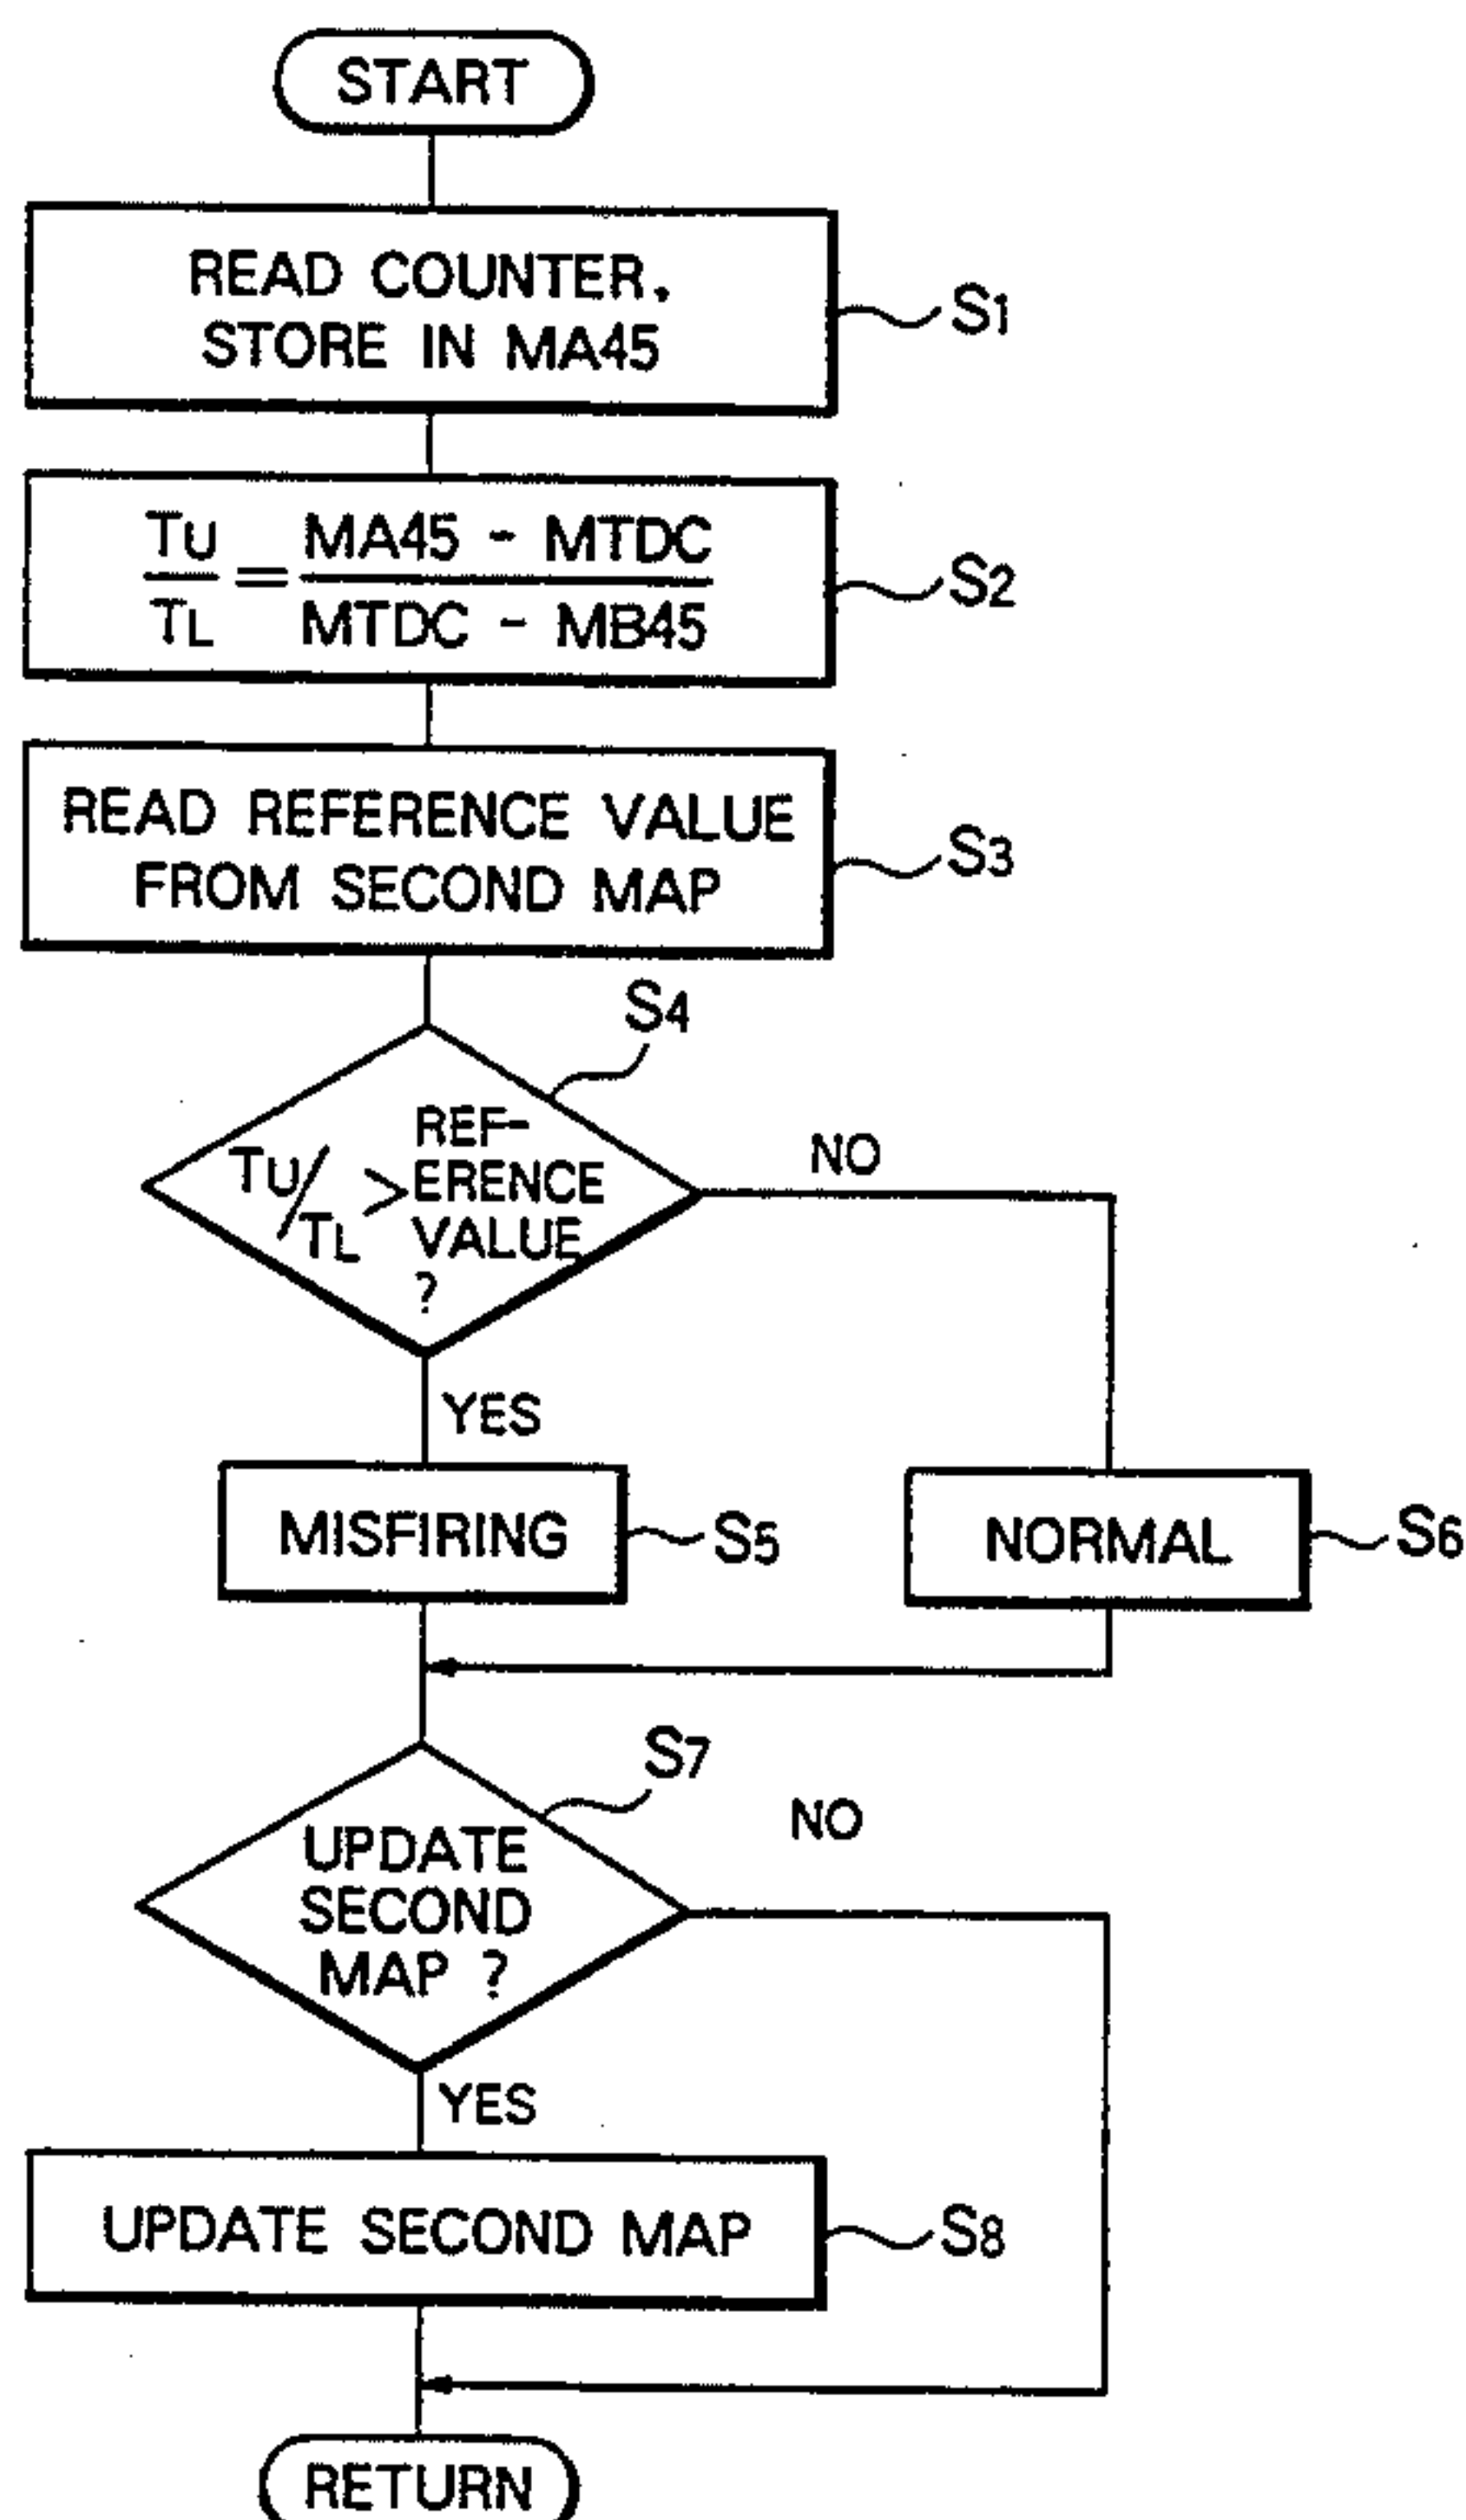 START
READ COUNTER,
STORE IN MA45
S1
TU/TL = MA45 - MTDC / MTDC - MB45
S2
READ REFERENCE VALUE
FROM SECOND MAP
S3
S4
TU/TL > REF-
ERENCE
VALUE
?
NO
YES
MISFIRING
S5
NORMAL
S6
S7
UPDATE
SECOND
MAP ?
NO
YES
UPDATE SECOND MAP
S8
RETURN